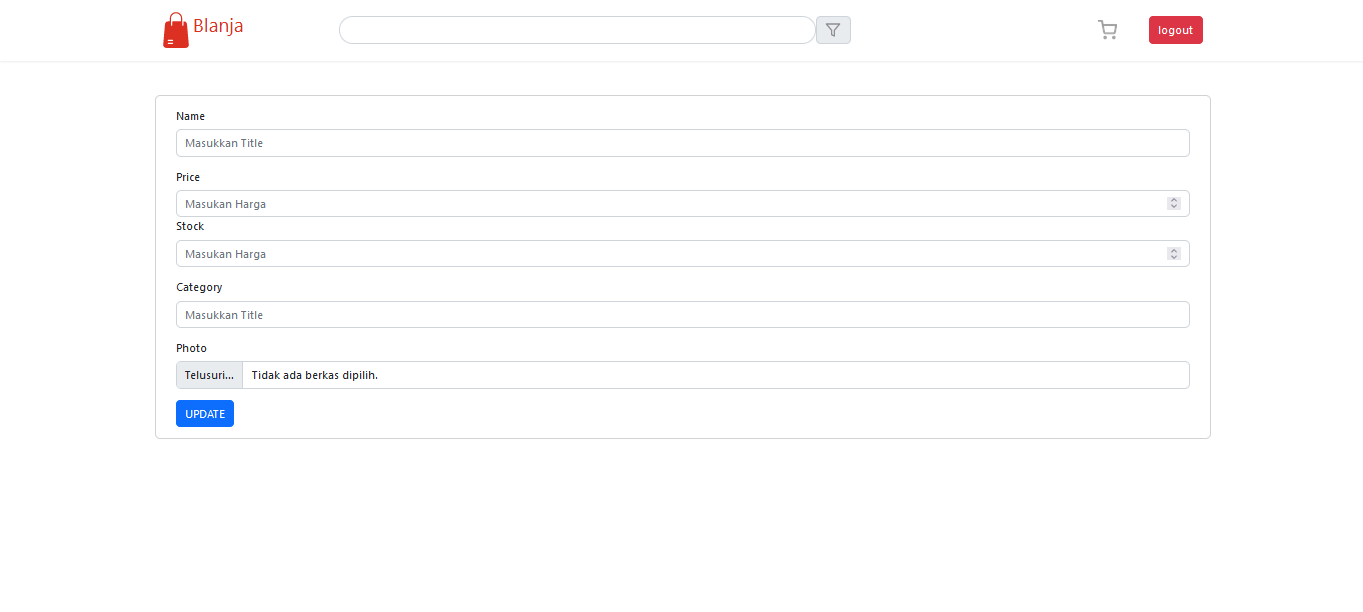 Blanja
logout
Name
Masukkan Title
Price
Masukan Harga
Stock
Masukan Harga
Category
Masukkan Title
Photo
Telusuri... Tidak ada berkas dipilih.
UPDATE